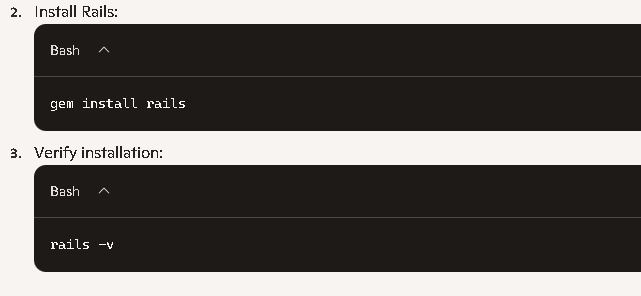 2. Install Rails:
Bash
gem install rails
3. Verify installation:
Bash
rails -v